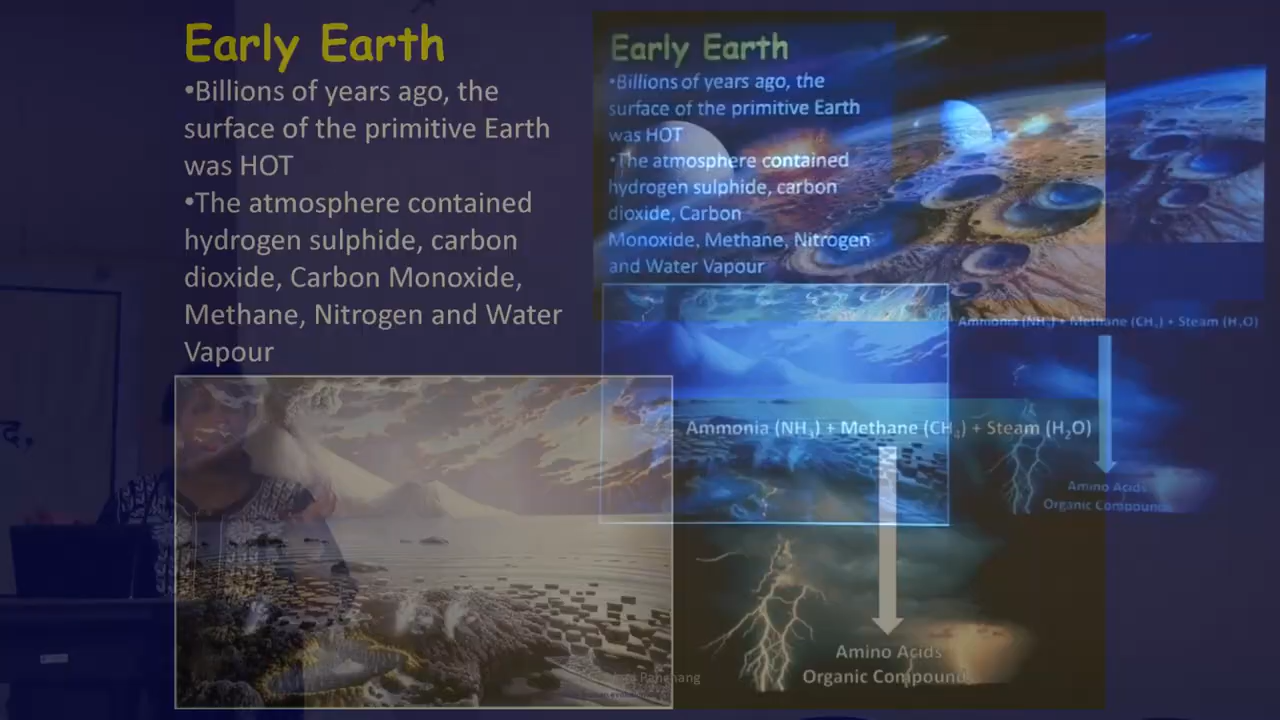 Early Earth
•Billions of years ago, the
surface of the primitive Earth
was HOT
•The atmosphere contained
hydrogen sulphide, carbon
dioxide, Carbon Monoxide,
Methane, Nitrogen and Water
Vapour
Early Earth
•Billions of years ago, the
surface of the primitive Earth
was HOT
•The atmosphere contained
hydrogen sulphide, carbon
dioxide, Carbon
Monoxide, Methane, Nitrogen
and Water Vapour
Ammonia (NH₃) + Methane (CH₄) + Steam (H₂O)
Amino Acids
Organic Compound
Ammonia (NH₃) + Methane (CH₄) + Steam (H₂O)
Amino Acids
Organic Compound